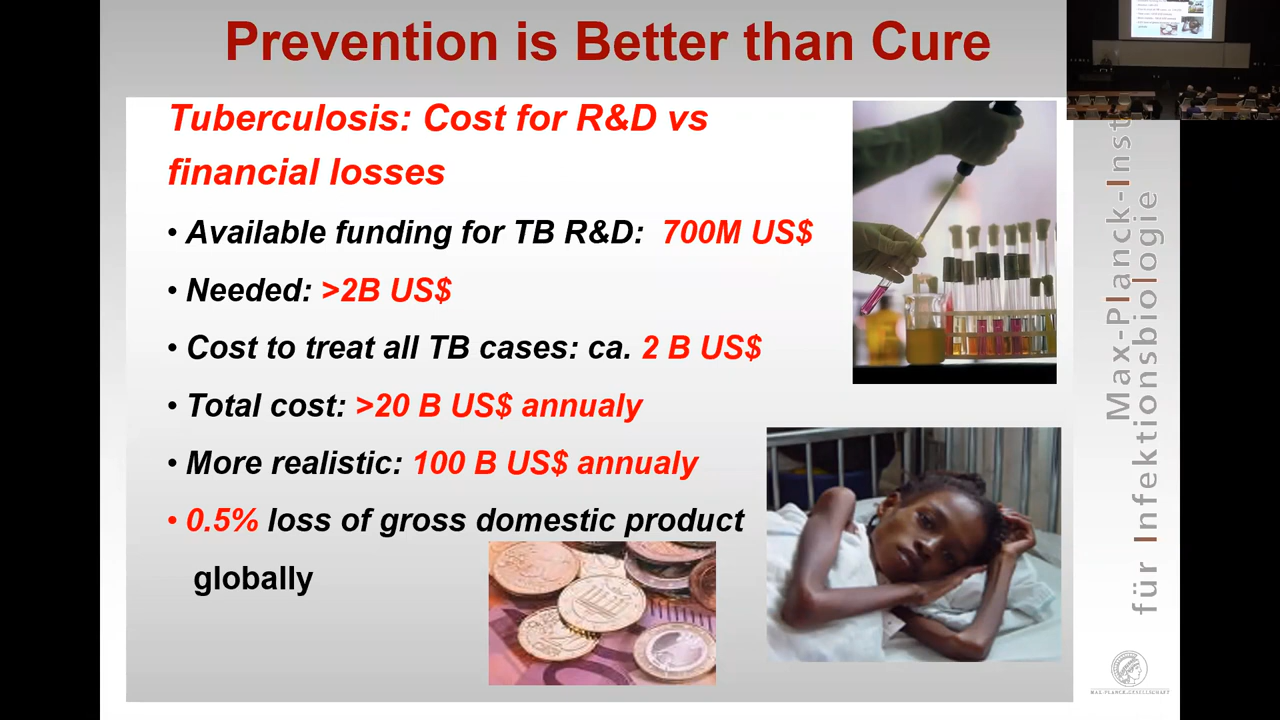 Prevention is Better than Cure
Tuberculosis: Cost for R&D vs
financial losses
• Available funding for TB R&D: 700M US$
• Needed: >2B US$
• Cost to treat all TB cases: ca. 2 B US$
• Total cost: >20 B US$ annualy
• More realistic: 100 B US$ annualy
• 0.5% loss of gross domestic product
globally
Max-Planck-Inst
für Infektionsbiologie
MAX-PLANCK-GESELLSCHAFT